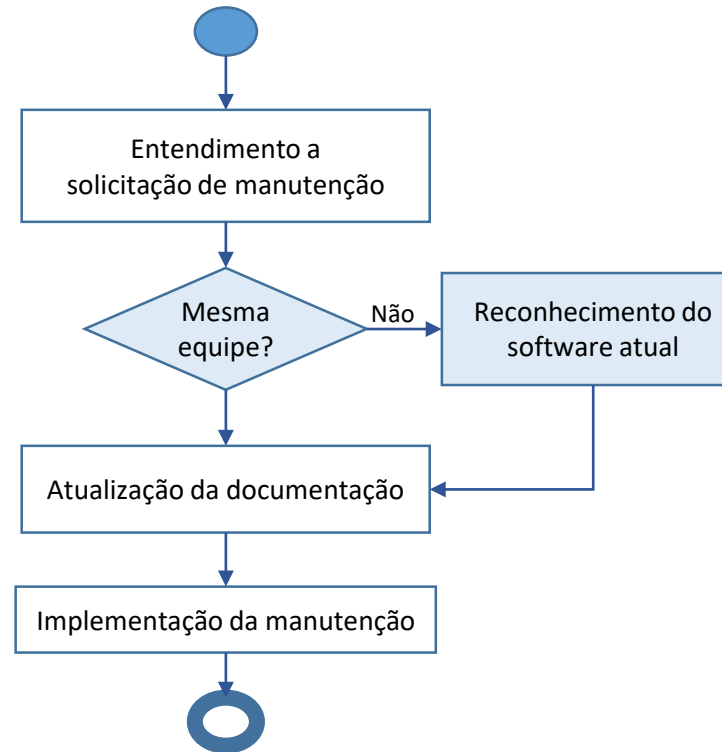 Entendimento a
solicitação de manutenção
Mesma
equipe?
Não
Reconhecimento do
software atual
Atualização da documentação
Implementação da manutenção